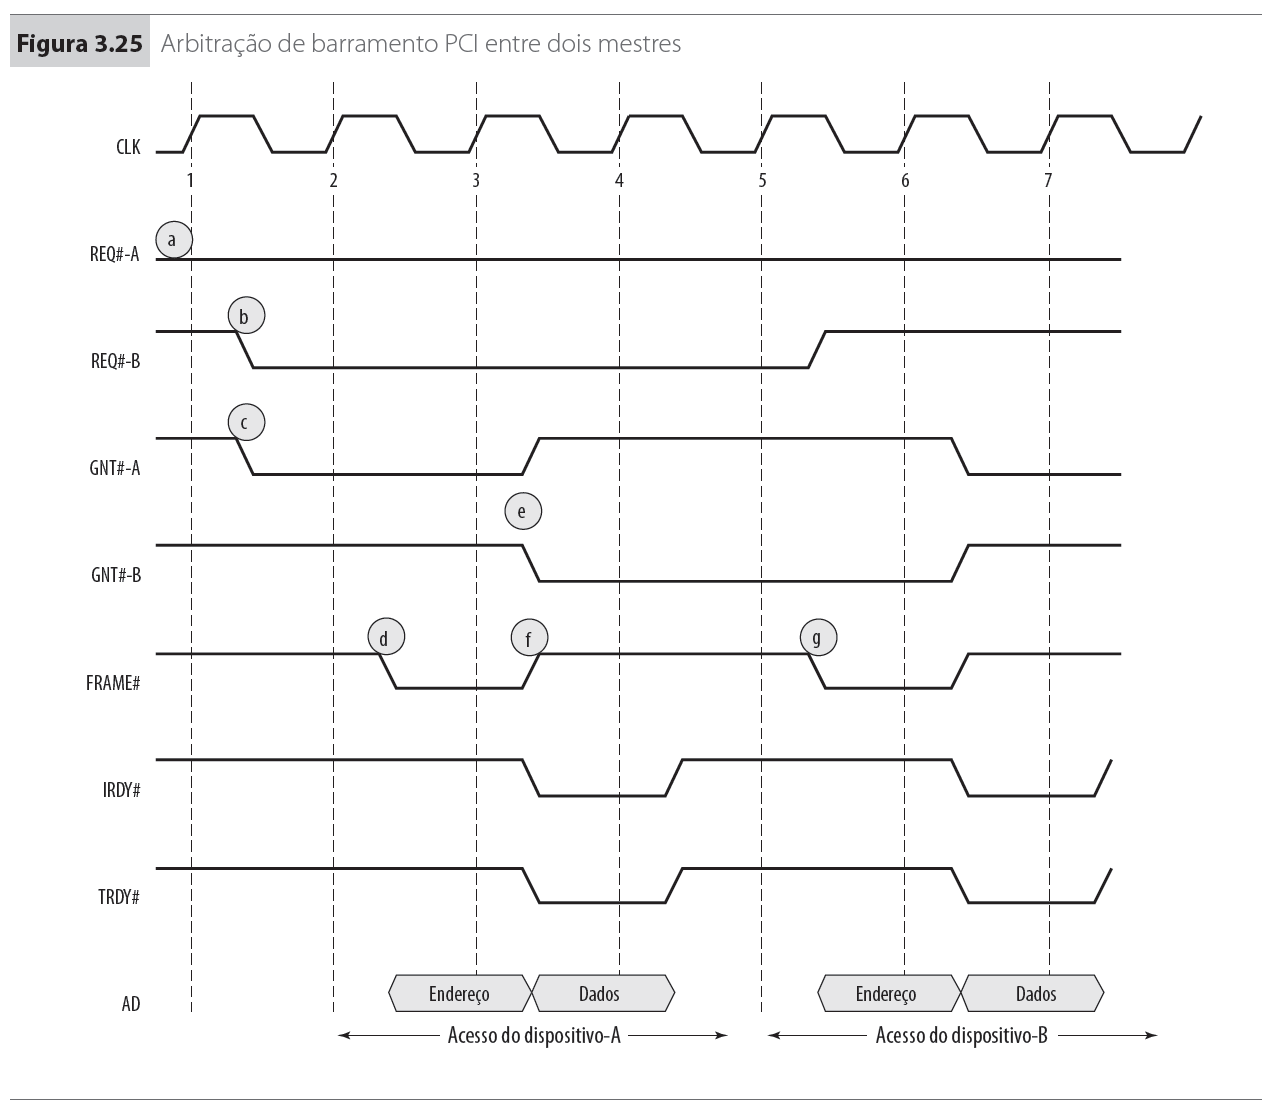 Figura 3.25 Arbitração de barramento PCI entre dois mestres
CLK
1 2 3 4 5 6 7
a
REQ#-A
b
REQ#-B
c
GNT#-A
e
GNT#-B
d f g
FRAME#
IRDY#
TRDY#
AD Endereço Dados Endereço Dados
Acesso do dispositivo-A Acesso do dispositivo-B